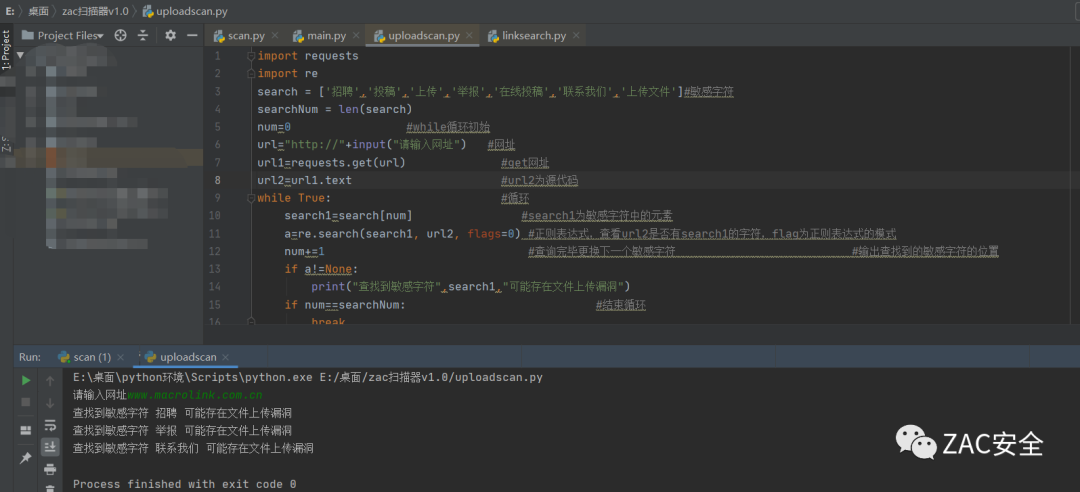 E: 桌面 zac扫描器v1.0 uploadscan.py
1: Project
Project Files
scan.py
main.py
uploadscan.py
linksearch.py
1 import requests
2 import re
3 search = ['招聘','投稿','上传','举报','在线投稿','联系我们','上传文件']#敏感字符
4 searchNum = len(search)
5 num=0 #while循环初始
6 url="http://"+input("请输入网址") #网址
7 url1=requests.get(url) #get网址
8 url2=url1.text #url2为源代码
9 while True: #循环
10 search1=search[num] #search1为敏感字符中的元素
11 a=re.search(search1, url2, flags=0) #正则表达式，查看url2是否有search1的字符，flag为正则表达式的模式
12 num+=1 #查询完毕更换下一个敏感字符 #输出查找到的敏感字符的位置
13 if a!=None:
14 print("查找到敏感字符",search1,"可能存在文件上传漏洞")
15 if num==searchNum: #结束循环
16 break
Run: scan (1) uploadscan
E:\桌面\python环境\Scripts\python.exe E:/桌面/zac扫描器v1.0/uploadscan.py
请输入网址www.macrolink.com.cn
查找到敏感字符 招聘 可能存在文件上传漏洞
查找到敏感字符 举报 可能存在文件上传漏洞
查找到敏感字符 联系我们 可能存在文件上传漏洞
Process finished with exit code 0
ZAC安全